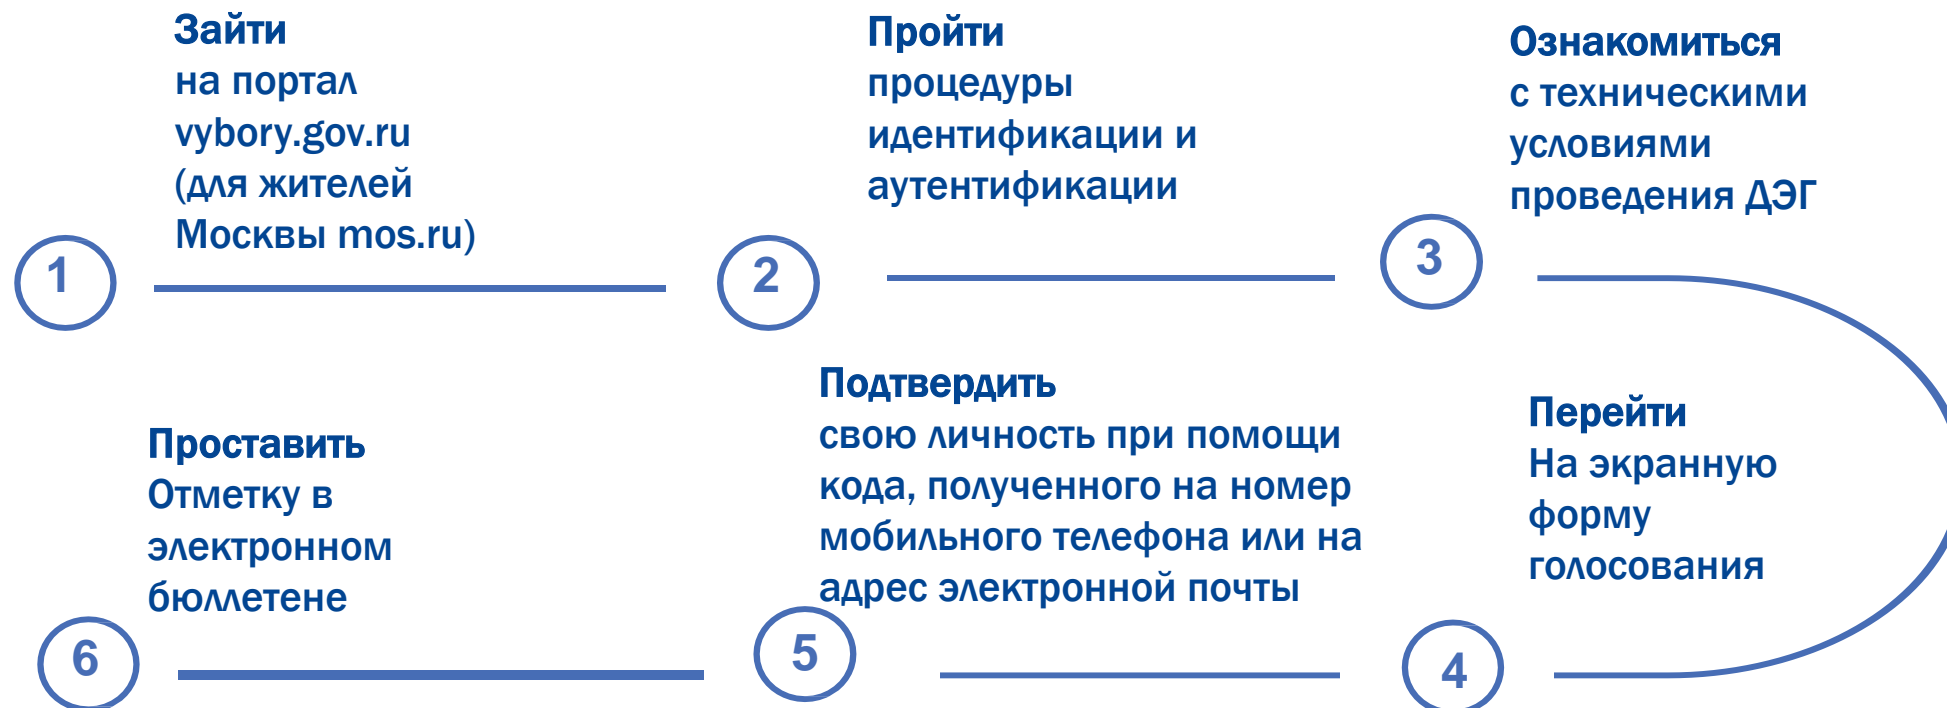 Зайти
на портал
vybory.gov.ru
(для жителей
Москвы mos.ru)
1
Пройти
процедуры
идентификации и
аутентификации
2
Ознакомиться
с техническими
условиями
проведения ДЭГ
3
Перейти
На экранную
форму
голосования
4
Подтвердить
свою личность при помощи
кода, полученного на номер
мобильного телефона или на
адрес электронной почты
5
Проставить
Отметку в
электронном
бюллетене
6